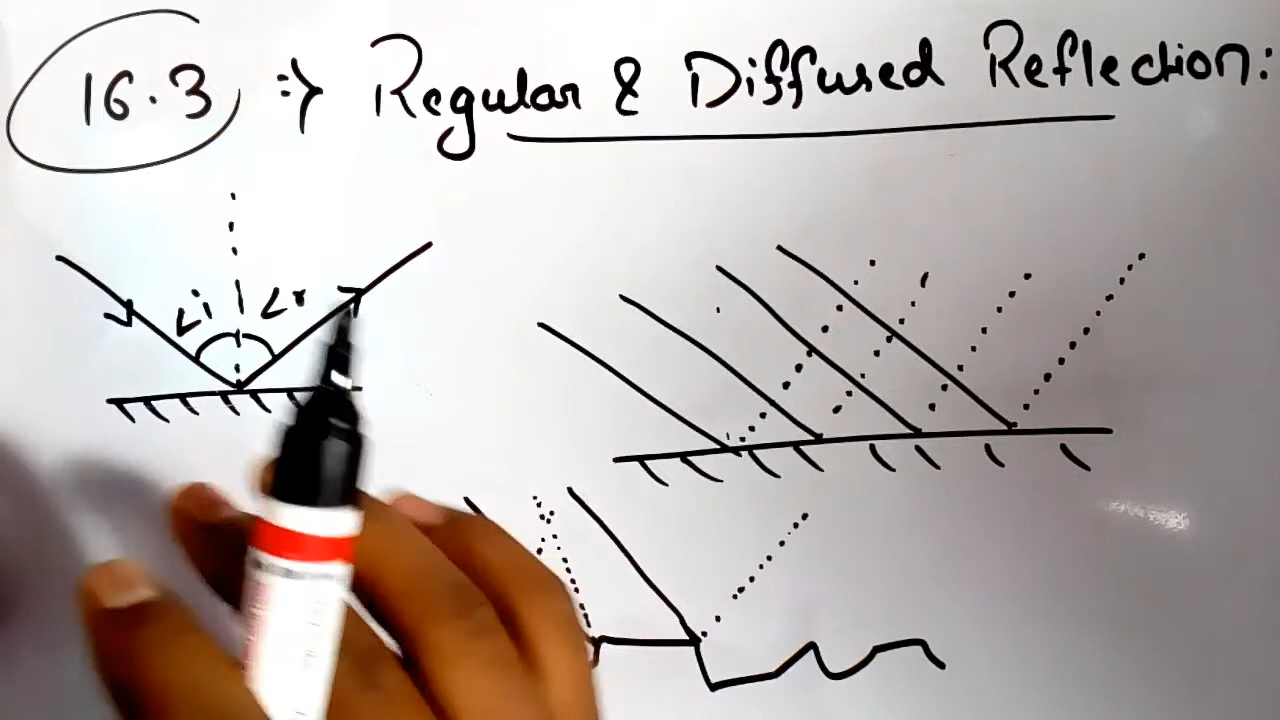 16.3 :⇒ Regular & Diffused Reflection:
∠i ∠r